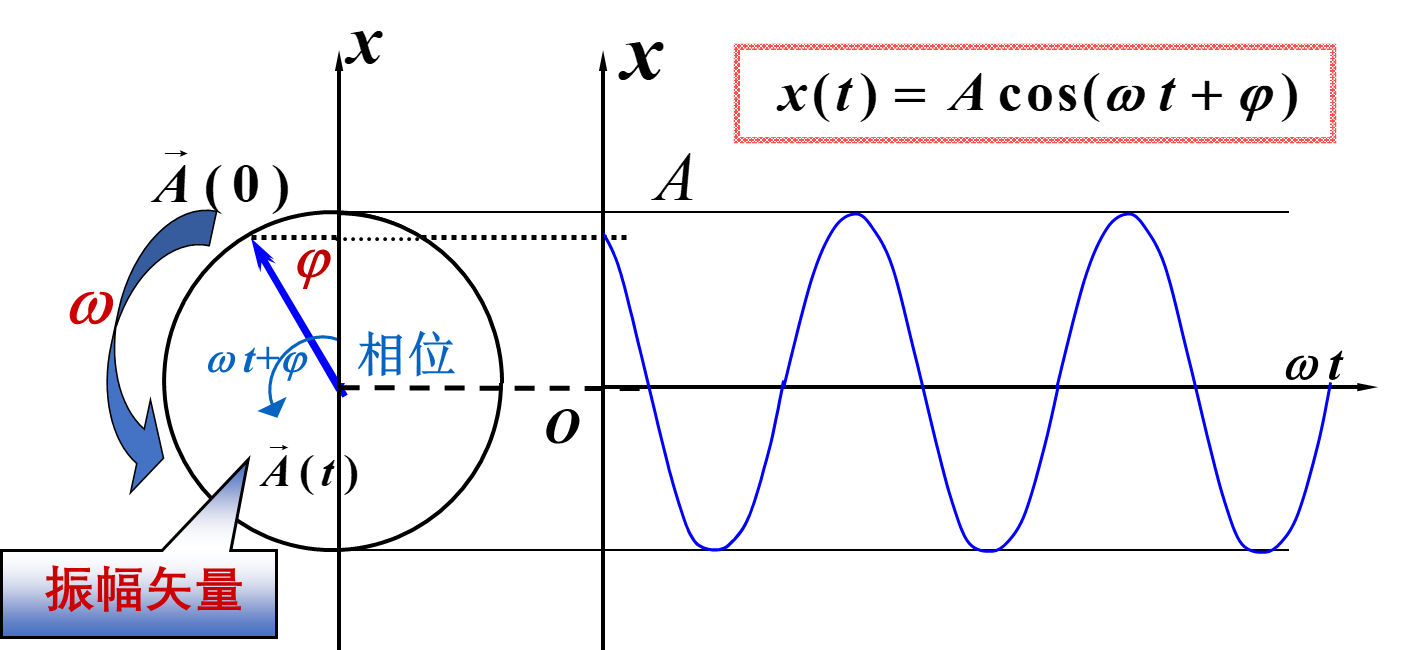 x
x
x(t) = A cos(ω t + φ)
A⃗(0)
A
φ
ω
ω t+φ
相位
ω t
O
A⃗(t)
振幅矢量